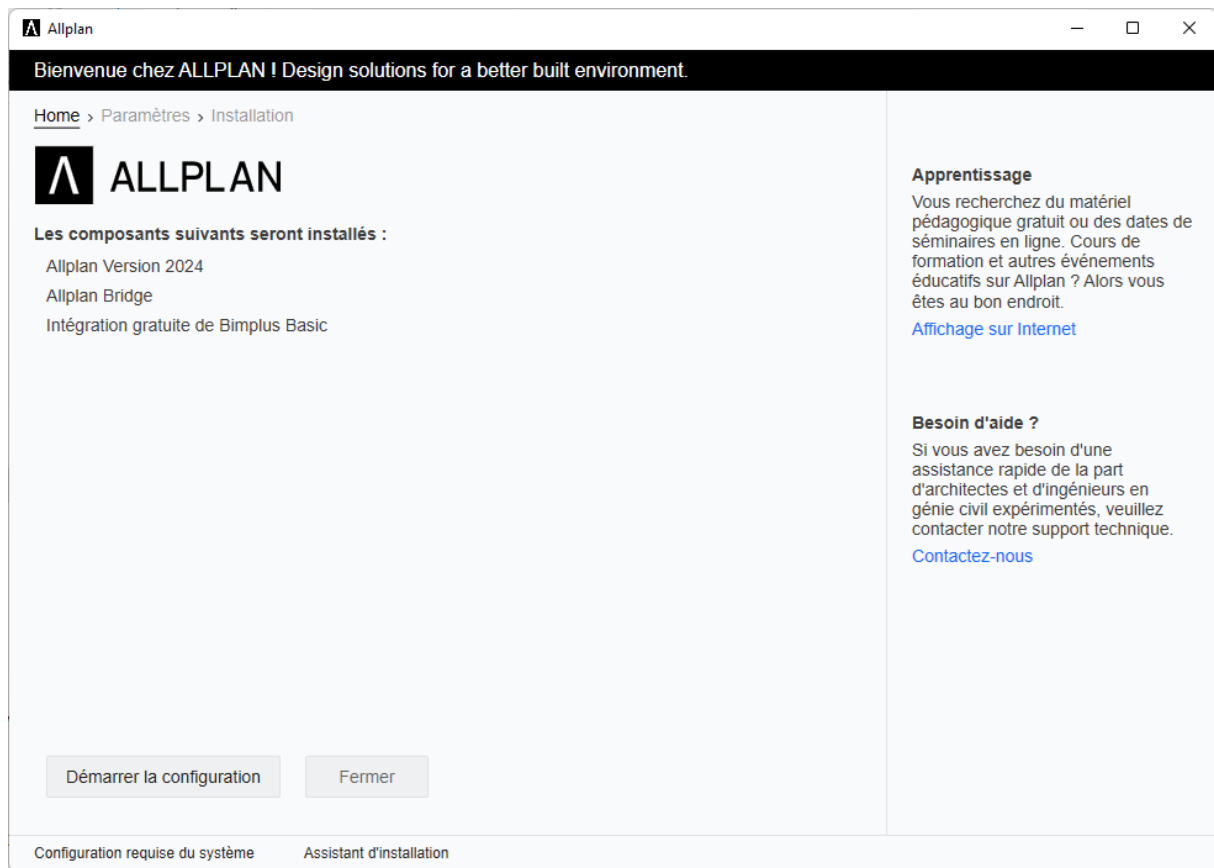 Allplan
Bienvenue chez ALLPLAN ! Design solutions for a better built environment.
Home › Paramètres › Installation
ALLPLAN
Les composants suivants seront installés :
Allplan Version 2024
Allplan Bridge
Intégration gratuite de Bimplus Basic
Démarrer la configuration
Fermer
Apprentissage
Vous recherchez du matériel
pédagogique gratuit ou des dates de
séminaires en ligne. Cours de
formation et autres événements
éducatifs sur Allplan ? Alors vous
êtes au bon endroit.
Affichage sur Internet
Besoin d'aide ?
Si vous avez besoin d'une
assistance rapide de la part
d'architectes et d'ingénieurs en
génie civil expérimentés, veuillez
contacter notre support technique.
Contactez-nous
Configuration requise du système
Assistant d'installation